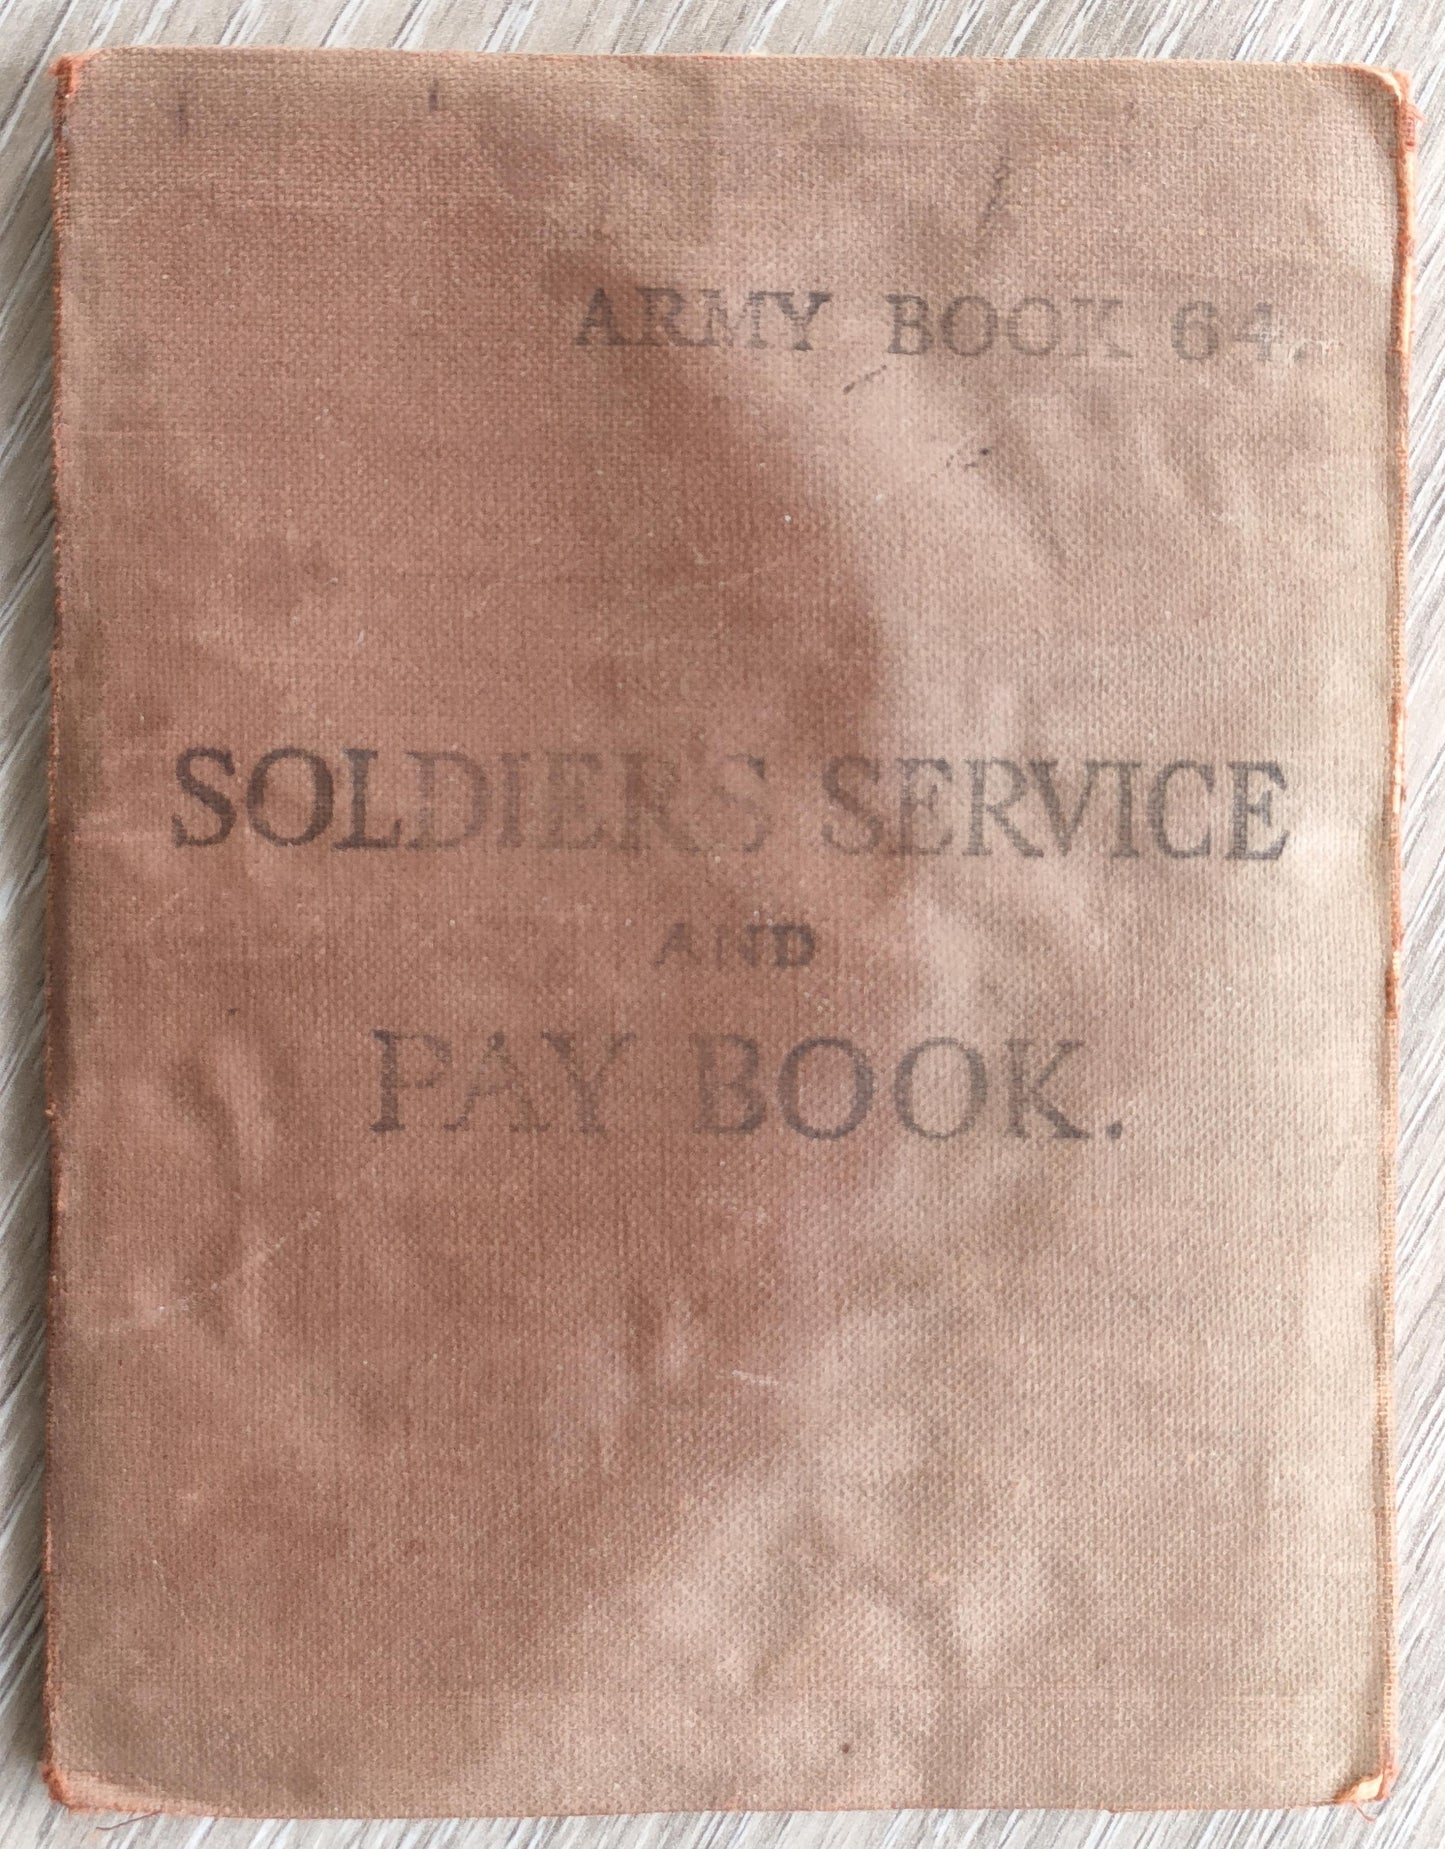 ARMY BOOK 64.
SOLDIER'S SERVICE
AND
PAY BOOK.